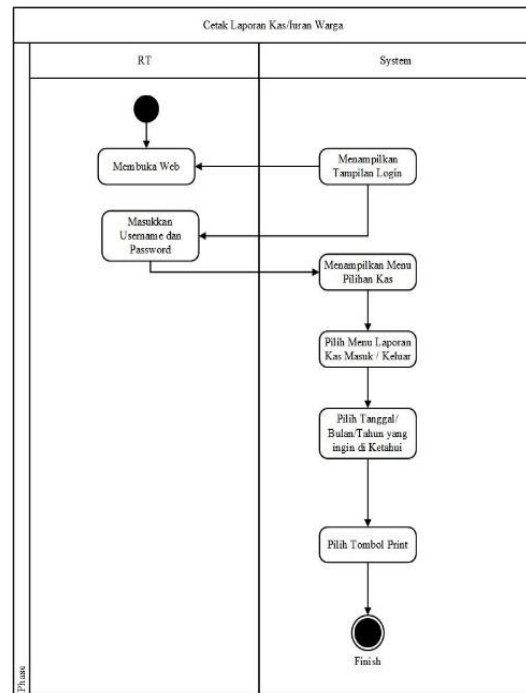 Cetak Laporan Kas/Iuran Warga
RT
System
Membuka Web
Menampilkan
Tampilan Login
Masukkan
Username dan
Password
Menampilkan Menu
Pilihan Kas
Pilih Menu Laporan
Kas Masuk / Keluar
Pilih Tanggal/
Bulan/Tahun yang
ingin di Ketahui
Pilih Tombol Print
Finish
Phase